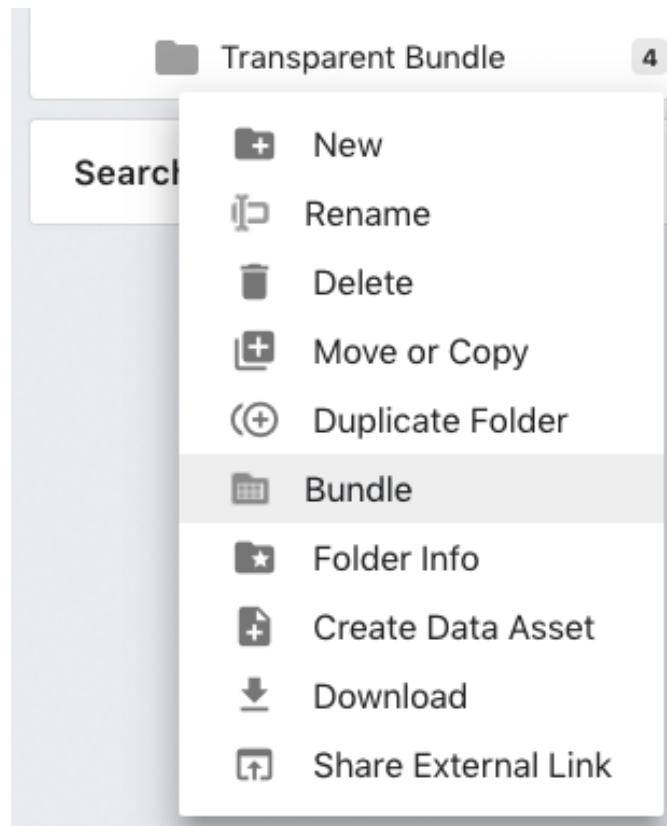 Transparent Bundle 4
New
Search
Rename
Delete
Move or Copy
Duplicate Folder
Bundle
Folder Info
Create Data Asset
Download
Share External Link